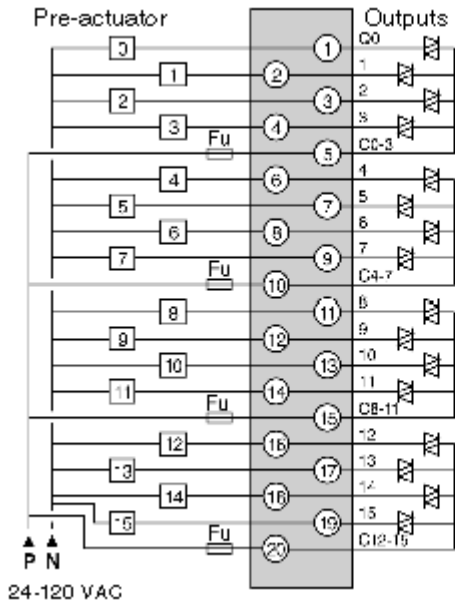 Pre-actuator Outputs
0 1 Q0
1 2 1
2 3 2
3 4 3
Fu 5 C0-3
4 6 4
5 7 5
6 8 6
7 9 7
Fu 10 C4-7
8 11 8
9 12 9
10 13 10
11 14 11
Fu 15 C8-11
12 16 12
13 17 13
14 18 14
15 19 15
Fu 20 C12-15
P N
24-120 VAC